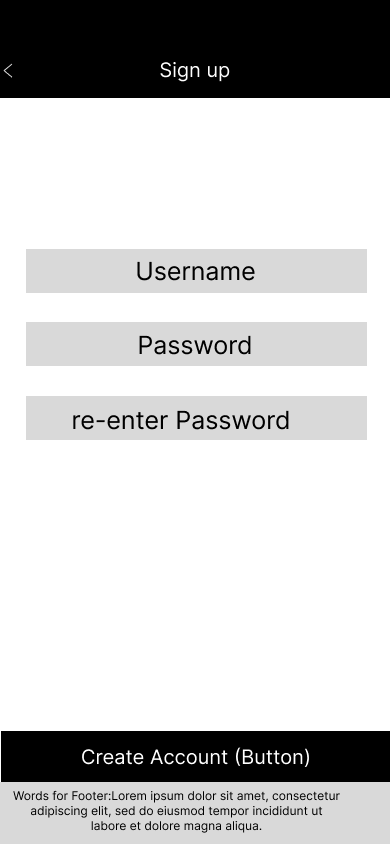 Sign up
Username
Password
re-enter Password
Create Account (Button)
Words for Footer:Lorem ipsum dolor sit amet, consectetur
adipiscing elit, sed do eiusmod tempor incididunt ut
labore et dolore magna aliqua.